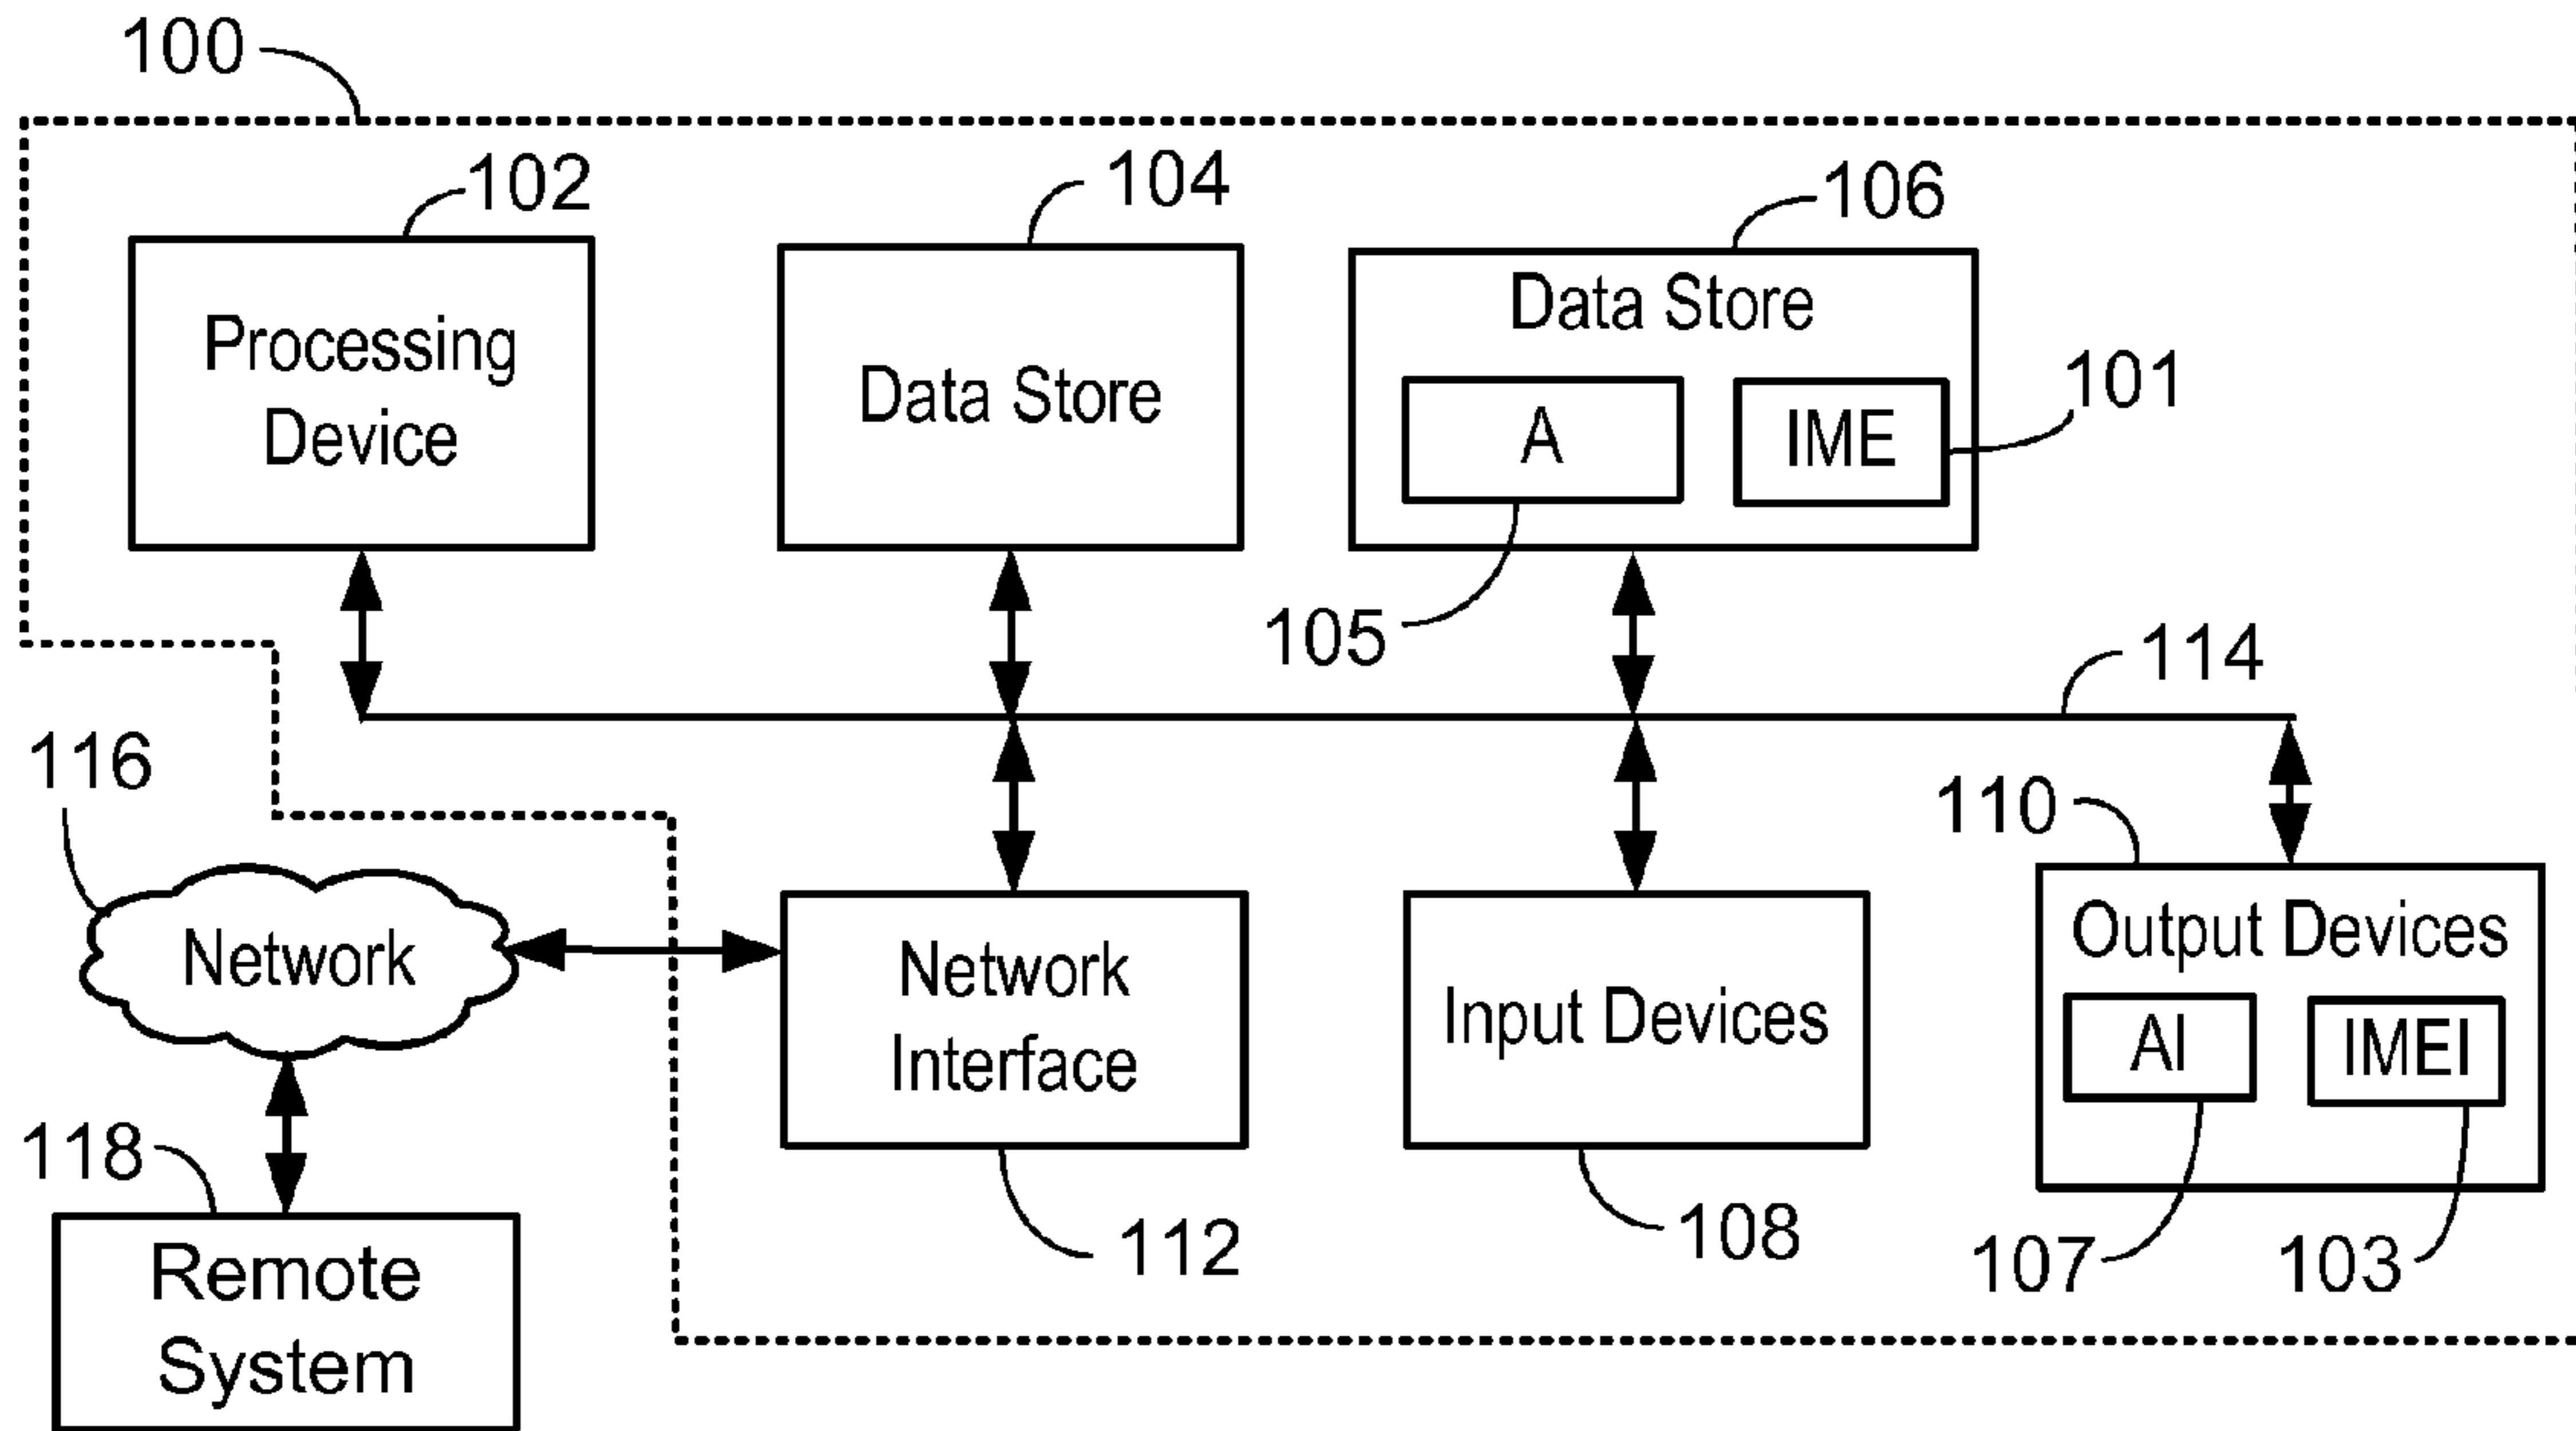 100
102
104
106
Processing
Device
Data Store
Data Store
A
IME
101
105
114
116
110
Network
Network
Interface
Input Devices
Output Devices
AI
IMEI
118
112
108
107
103
Remote
System